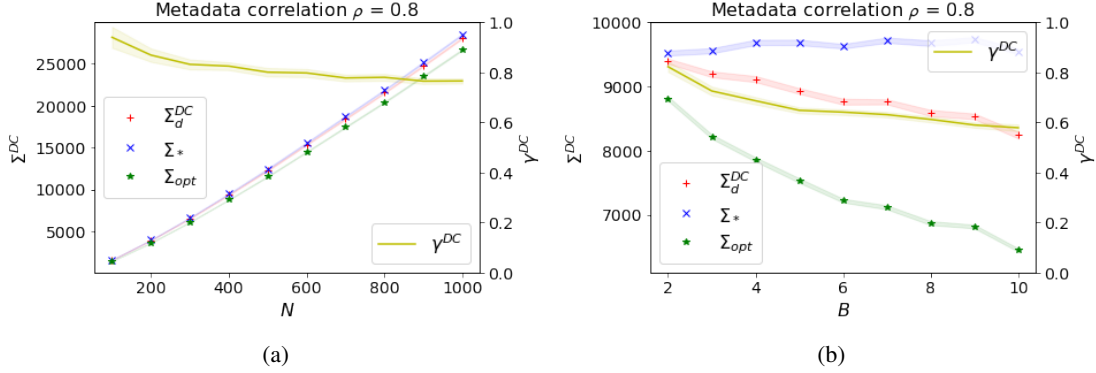 Metadata correlation ρ = 0.8
Σ^DC
25000
20000
15000
10000
5000
Σ_d^DC
Σ_*
Σ_opt
γ^DC
1.0
0.8
0.6
0.4
0.2
0.0
γ^DC
200
400
600
800
1000
N
(a)
Metadata correlation ρ = 0.8
Σ^DC
10000
9000
8000
7000
γ^DC
Σ_d^DC
Σ_*
Σ_opt
1.0
0.8
0.6
0.4
0.2
0.0
γ^DC
2
4
6
8
10
B
(b)